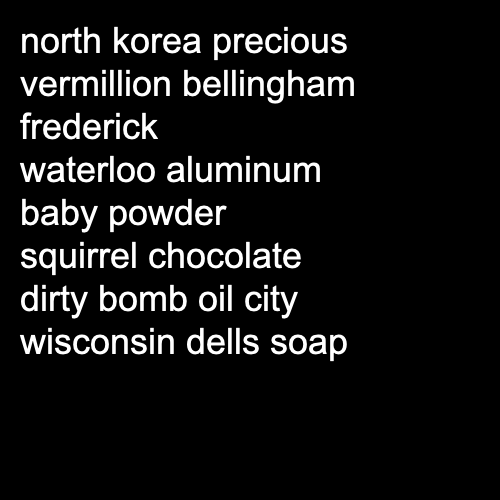 north korea precious
vermillion bellingham
frederick
waterloo aluminum
baby powder
squirrel chocolate
dirty bomb oil city
wisconsin dells soap